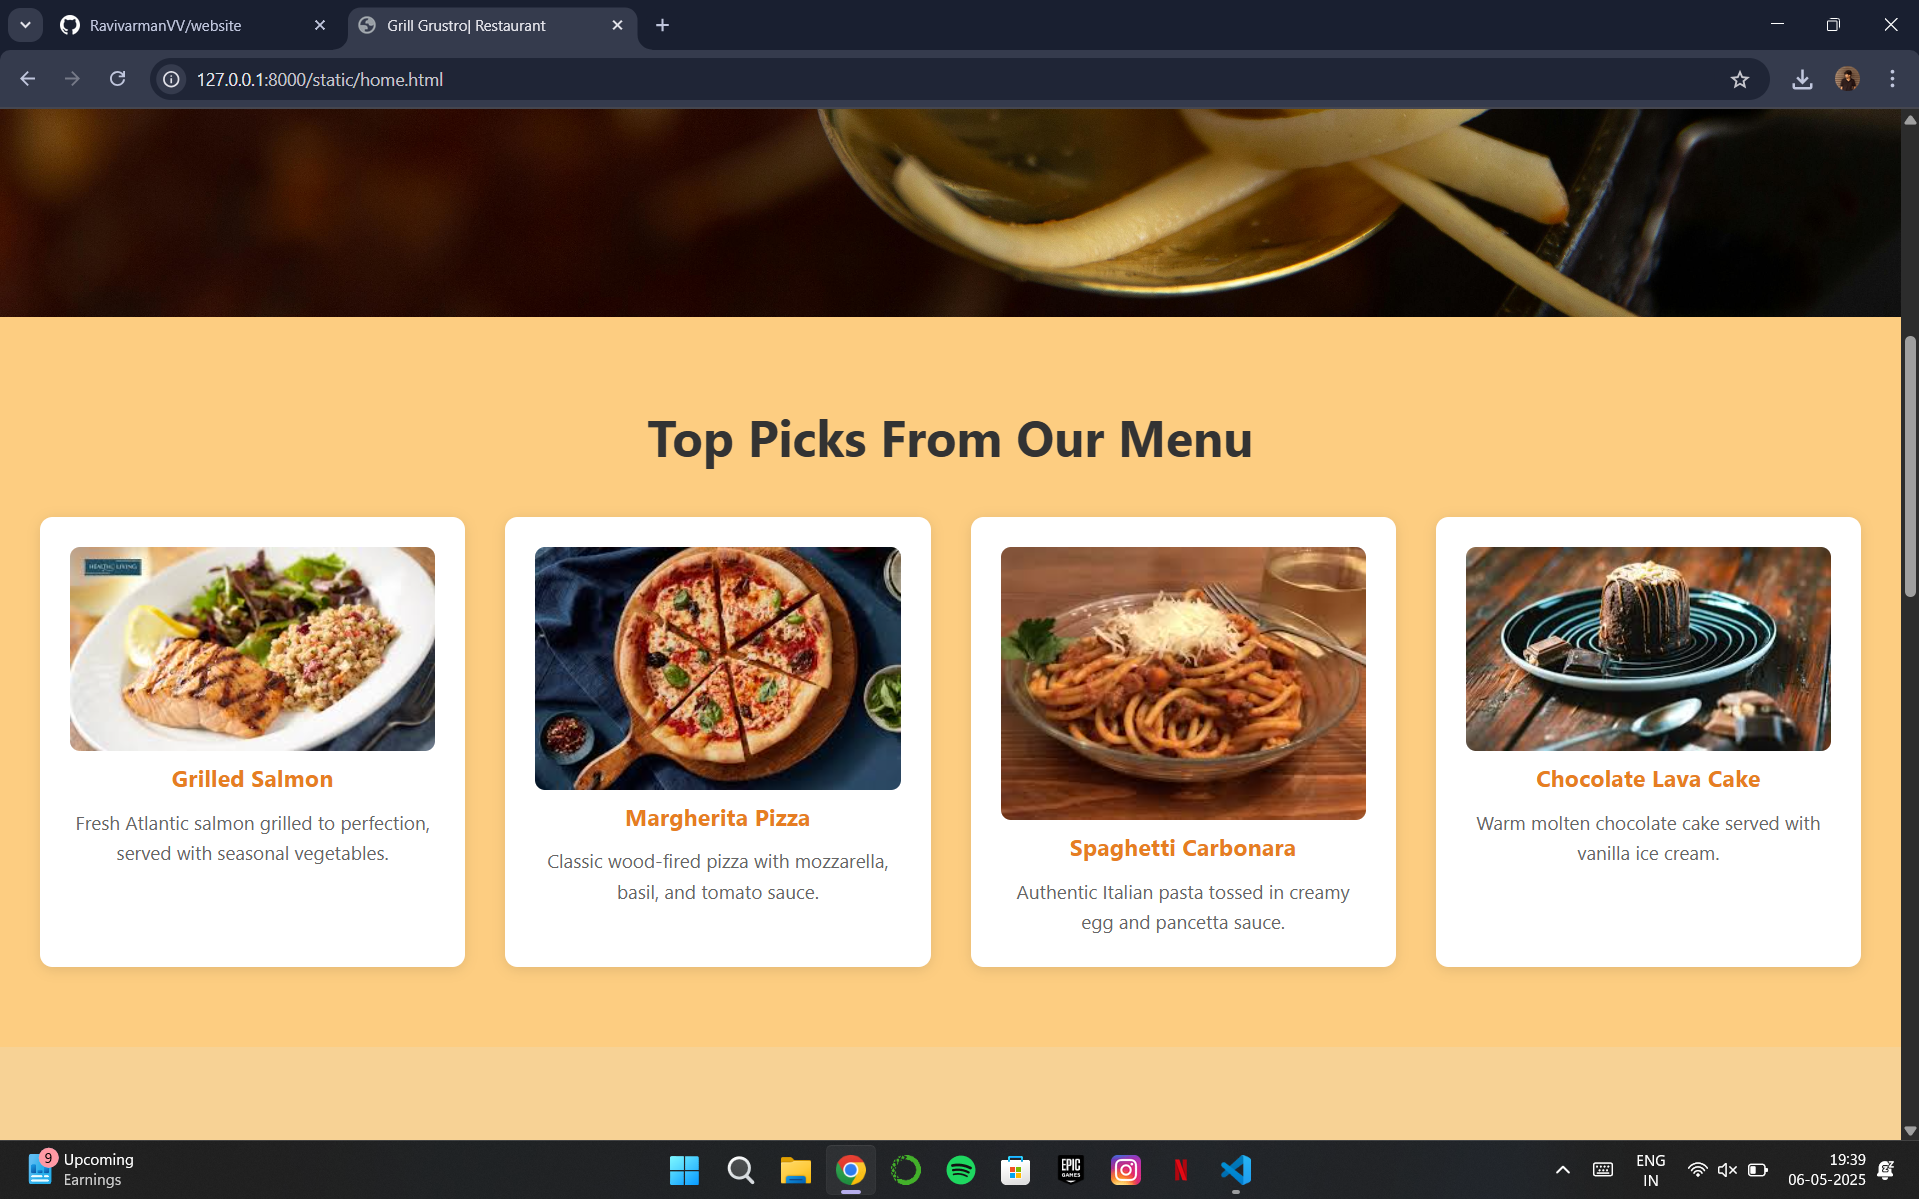 RavivarmanVV/website
Grill Grustro| Restaurant
127.0.0.1:8000/static/home.html
Top Picks From Our Menu
HEALTHY LIVING
Grilled Salmon
Fresh Atlantic salmon grilled to perfection,
served with seasonal vegetables.
Margherita Pizza
Classic wood-fired pizza with mozzarella,
basil, and tomato sauce.
Spaghetti Carbonara
Authentic Italian pasta tossed in creamy
egg and pancetta sauce.
Chocolate Lava Cake
Warm molten chocolate cake served with
vanilla ice cream.
9
Upcoming
Earnings
EPIC
GAMES
N
ENG
IN
19:39
06-05-2025